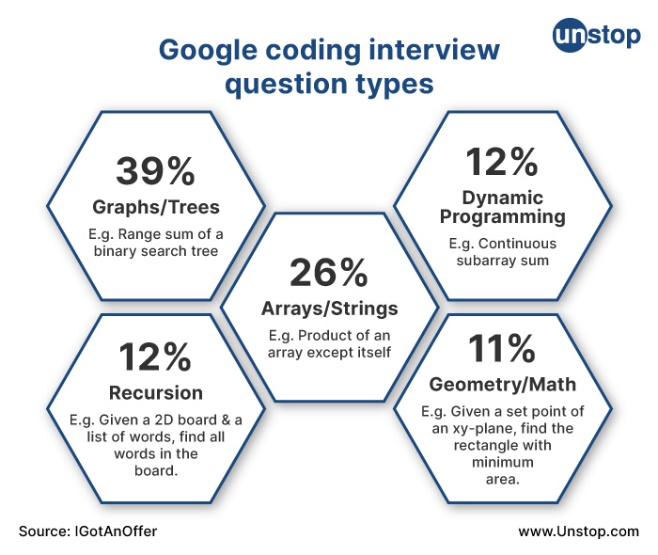 unstop
Google coding interview
question types
39%
Graphs/Trees
E.g. Range sum of a
binary search tree
12%
Dynamic
Programming
E.g. Continuous
subarray sum
26%
Arrays/Strings
E.g. Product of an
array except itself
12%
Recursion
E.g. Given a 2D board & a
list of words, find all
words in the
board.
11%
Geometry/Math
E.g. Given a set point of
an xy-plane, find the
rectangle with
minimum
area.
Source: IGotAnOffer
www.Unstop.com